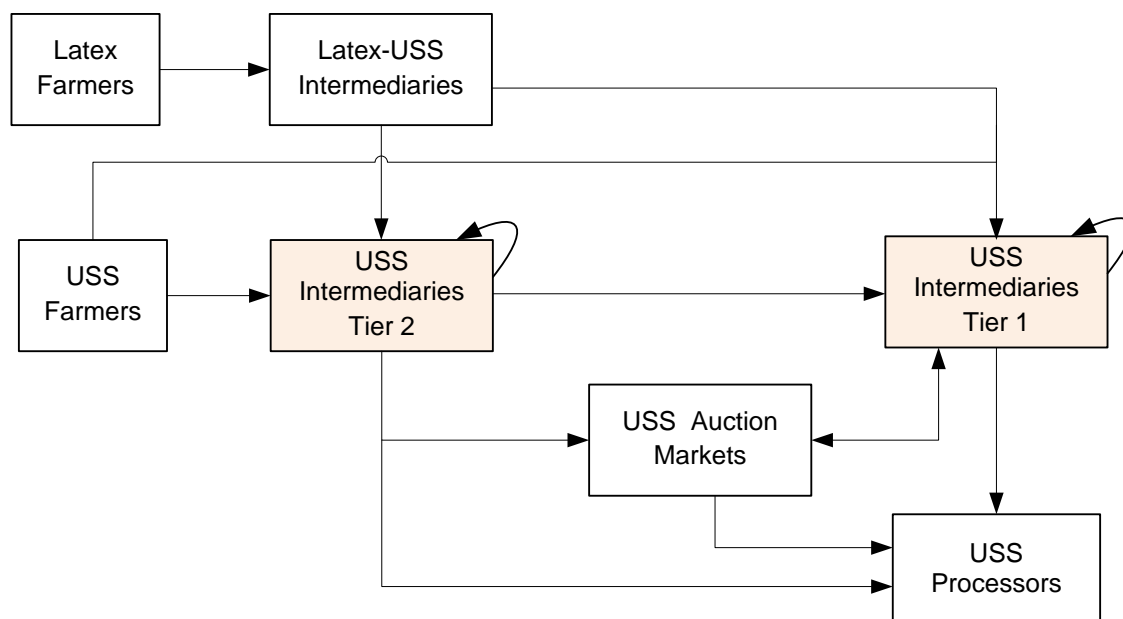 Latex
Farmers
Latex-USS
Intermediaries
USS
Farmers
USS
Intermediaries
Tier 2
USS
Intermediaries
Tier 1
USS Auction
Markets
USS
Processors